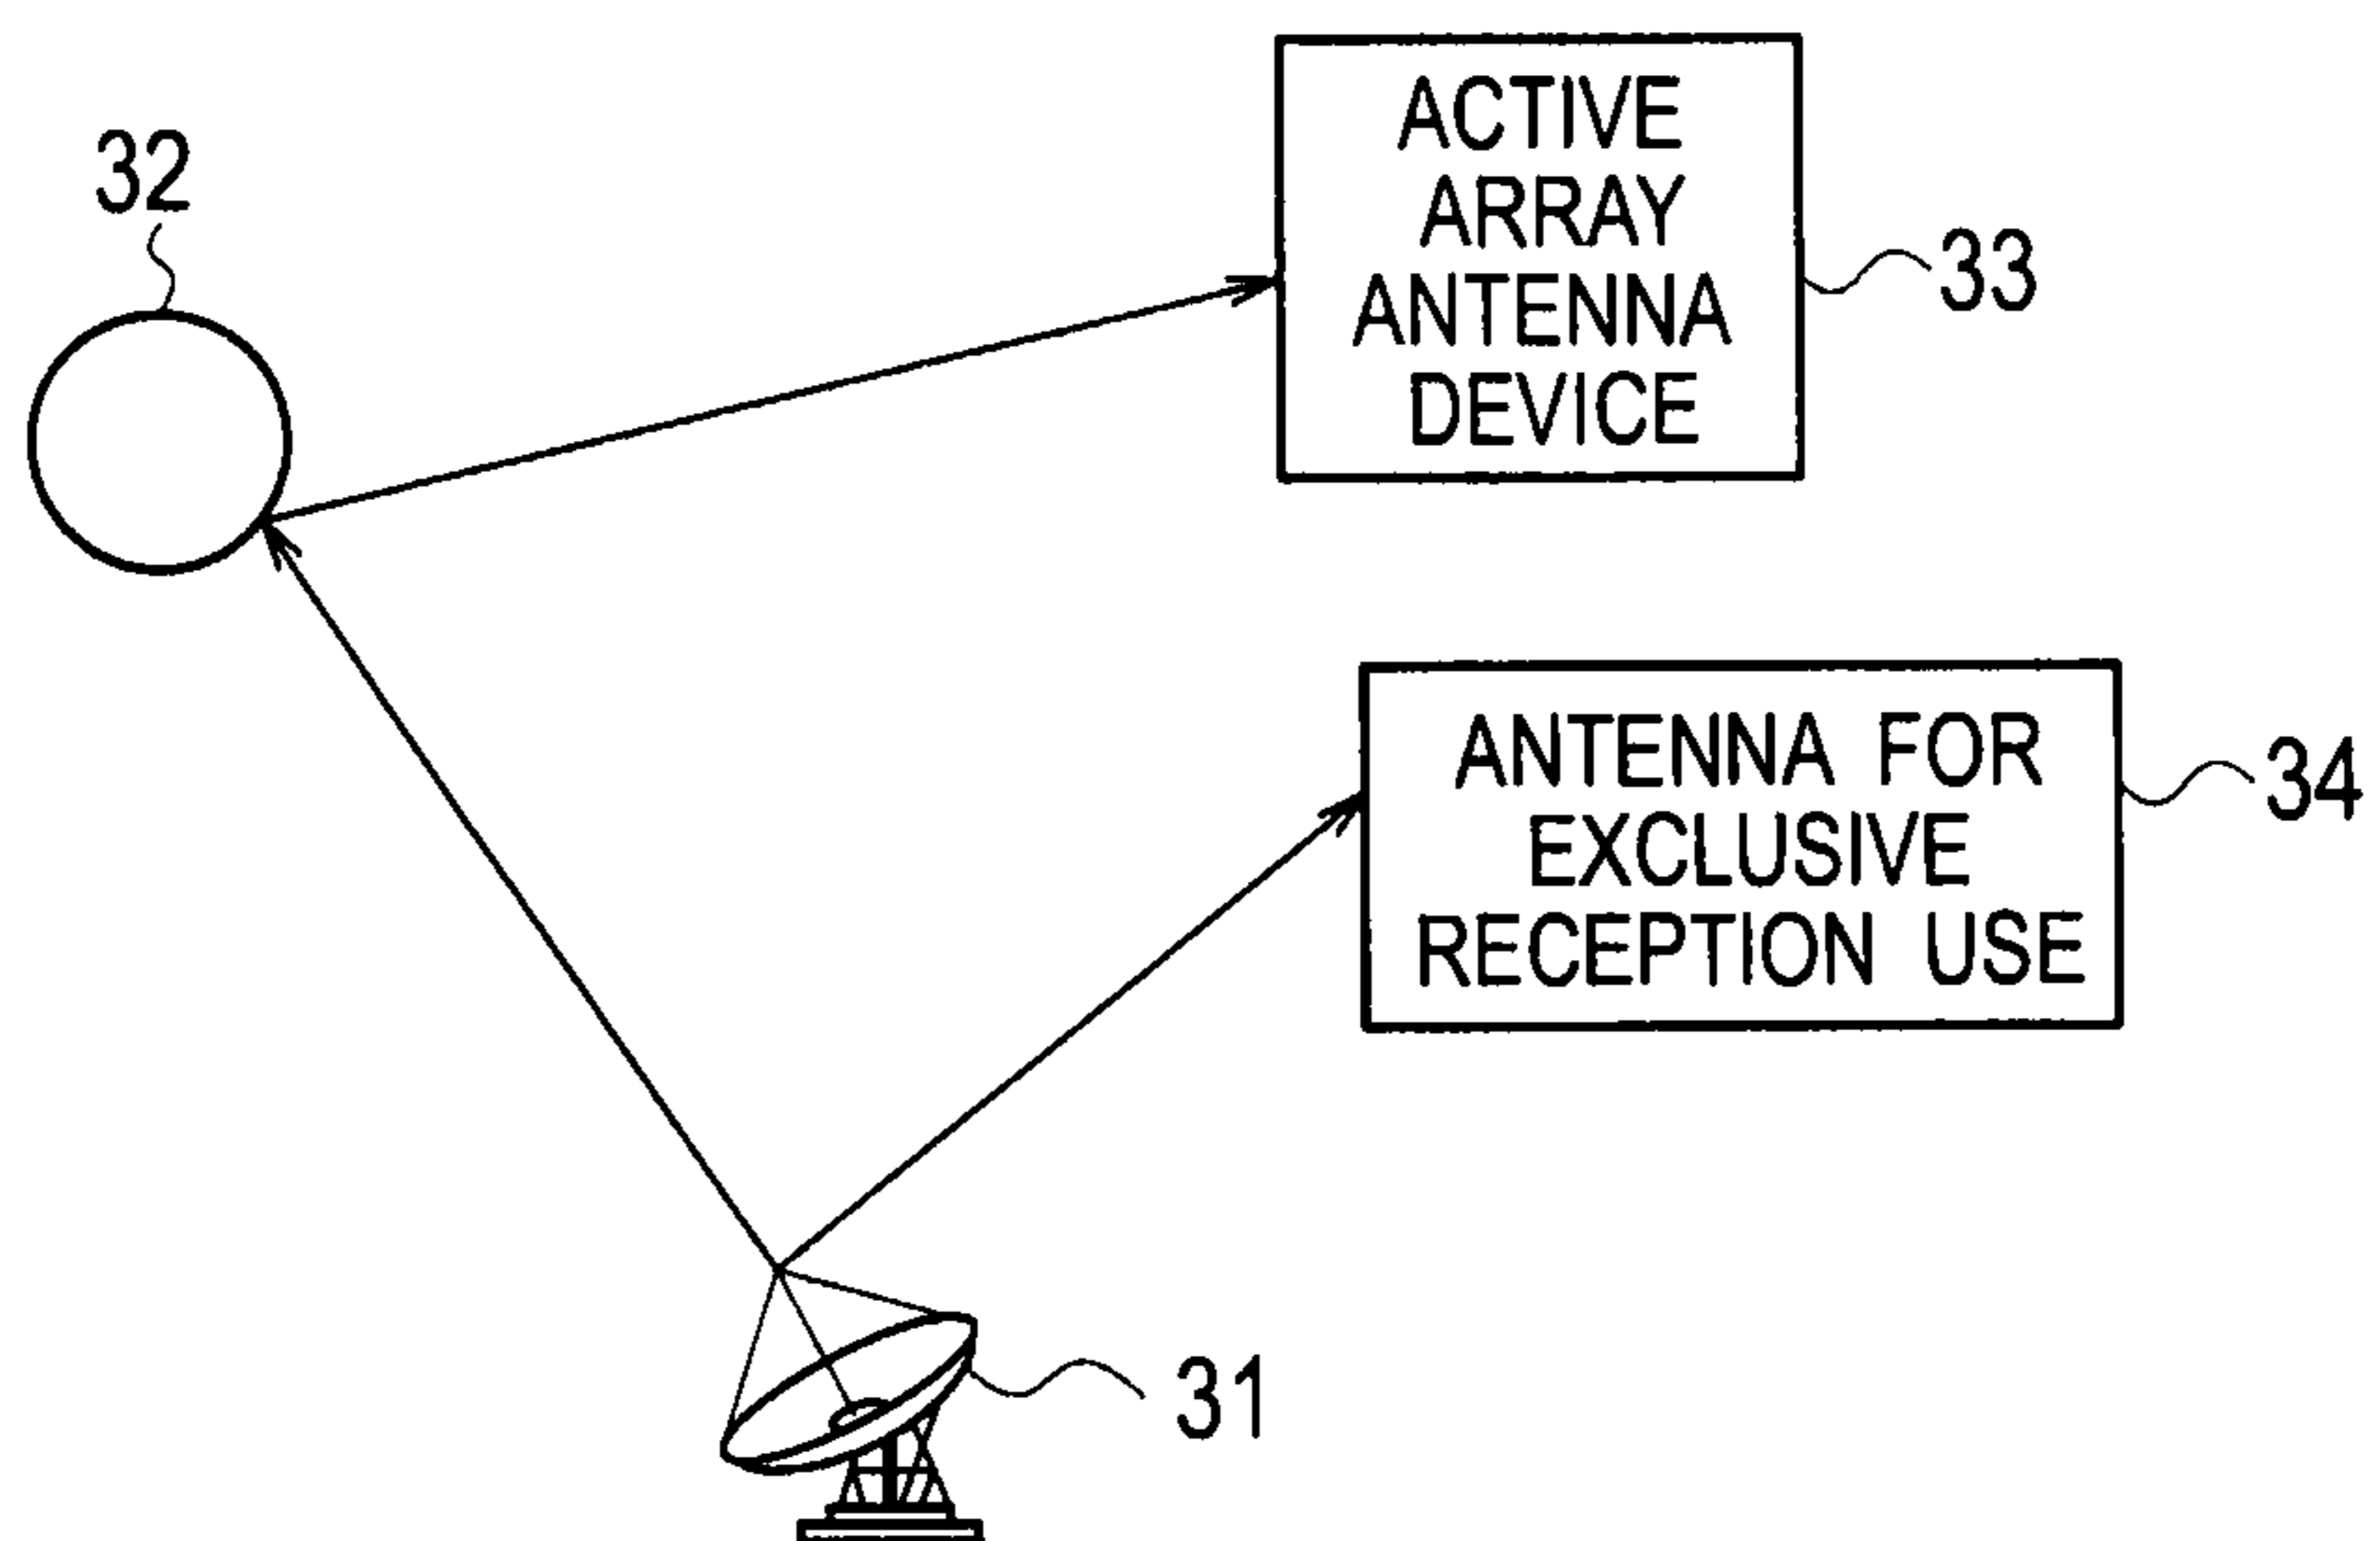 32
ACTIVE
ARRAY
ANTENNA
DEVICE
33
ANTENNA FOR
EXCLUSIVE
RECEPTION USE
34
31